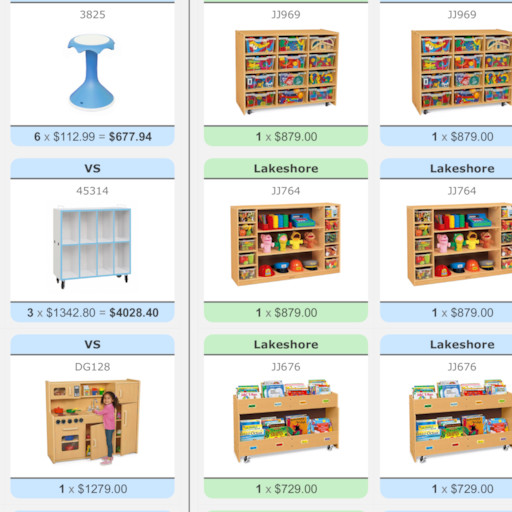 3825
6 x $112.99 = $677.94
JJ969
1 x $879.00
JJ969
1 x $879.00
VS
45314
3 x $1342.80 = $4028.40
Lakeshore
JJ764
1 x $879.00
Lakeshore
JJ764
1 x $879.00
VS
DG128
1 x $1279.00
Lakeshore
JJ676
1 x $729.00
Lakeshore
JJ676
1 x $729.00